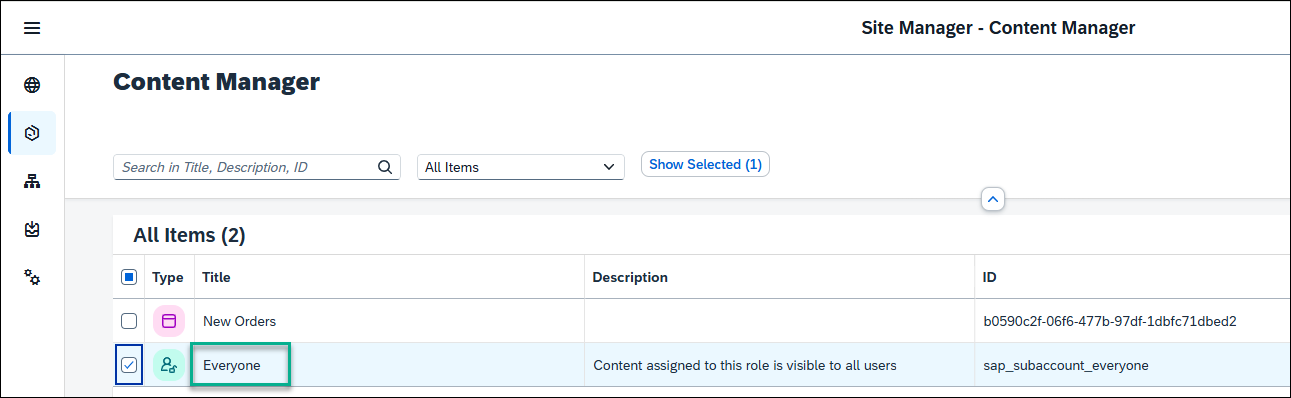 Site Manager - Content Manager
Content Manager
Search in Title, Description, ID
All Items
Show Selected (1)
All Items (2)
Type Title Description ID
New Orders b0590c2f-06f6-477b-97df-1dbfc71dbed2
Everyone Content assigned to this role is visible to all users sap_subaccount_everyone